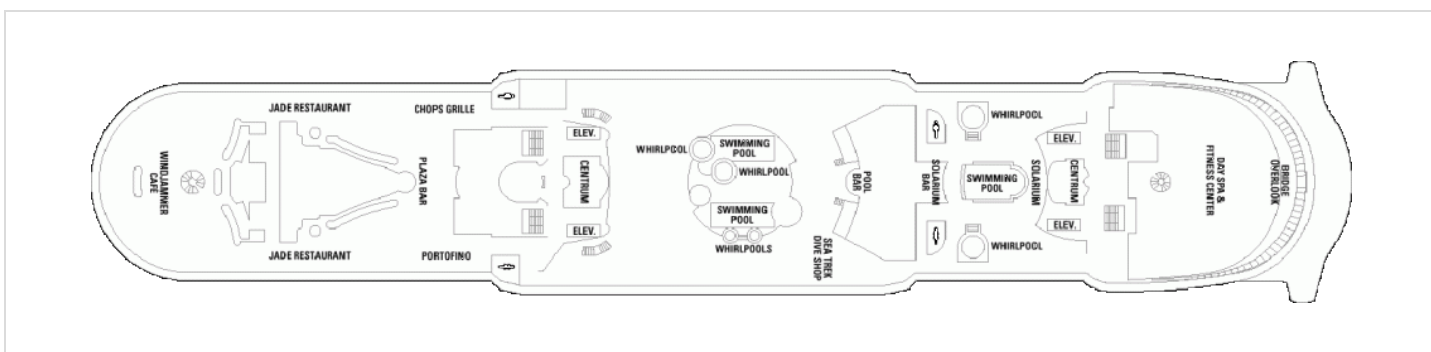 WINDJAMMER
CAFE
JADE RESTAURANT
JADE RESTAURANT
CHOPS GRILLE
PLAZA BAR
PORTOFINO
ELEV.
CENTRUM
ELEV.
WHIRLPOOL
SWIMMING
POOL
WHIRLPOOL
SWIMMING
POOL
WHIRLPOOLS
SEA TREK
DIVE SHOP
POOL
BAR
SOLARIUM
BAR
WHIRLPOOL
SWIMMING
POOL
WHIRLPOOL
SOLARIUM
ELEV.
CENTRUM
ELEV.
DAY SPA &
FITNESS CENTER
BRIDGE
OVERLOOK